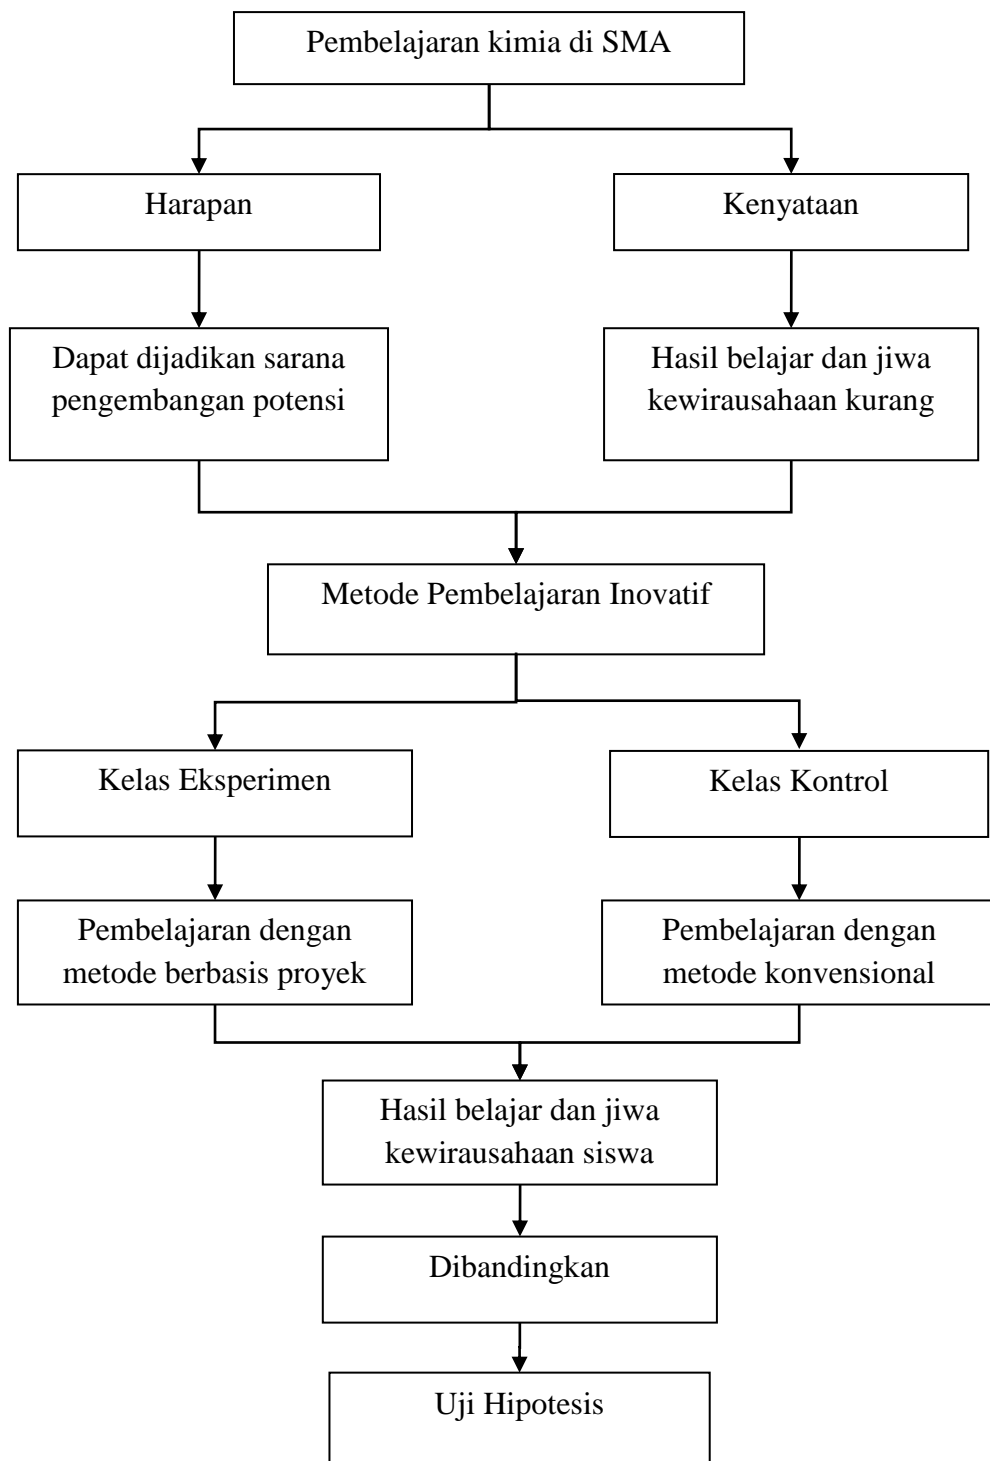 Pembelajaran kimia di SMA
Harapan
Kenyataan
Dapat dijadikan sarana
pengembangan potensi
Hasil belajar dan jiwa
kewirausahaan kurang
Metode Pembelajaran Inovatif
Kelas Eksperimen
Kelas Kontrol
Pembelajaran dengan
metode berbasis proyek
Pembelajaran dengan
metode konvensional
Hasil belajar dan jiwa
kewirausahaan siswa
Dibandingkan
Uji Hipotesis